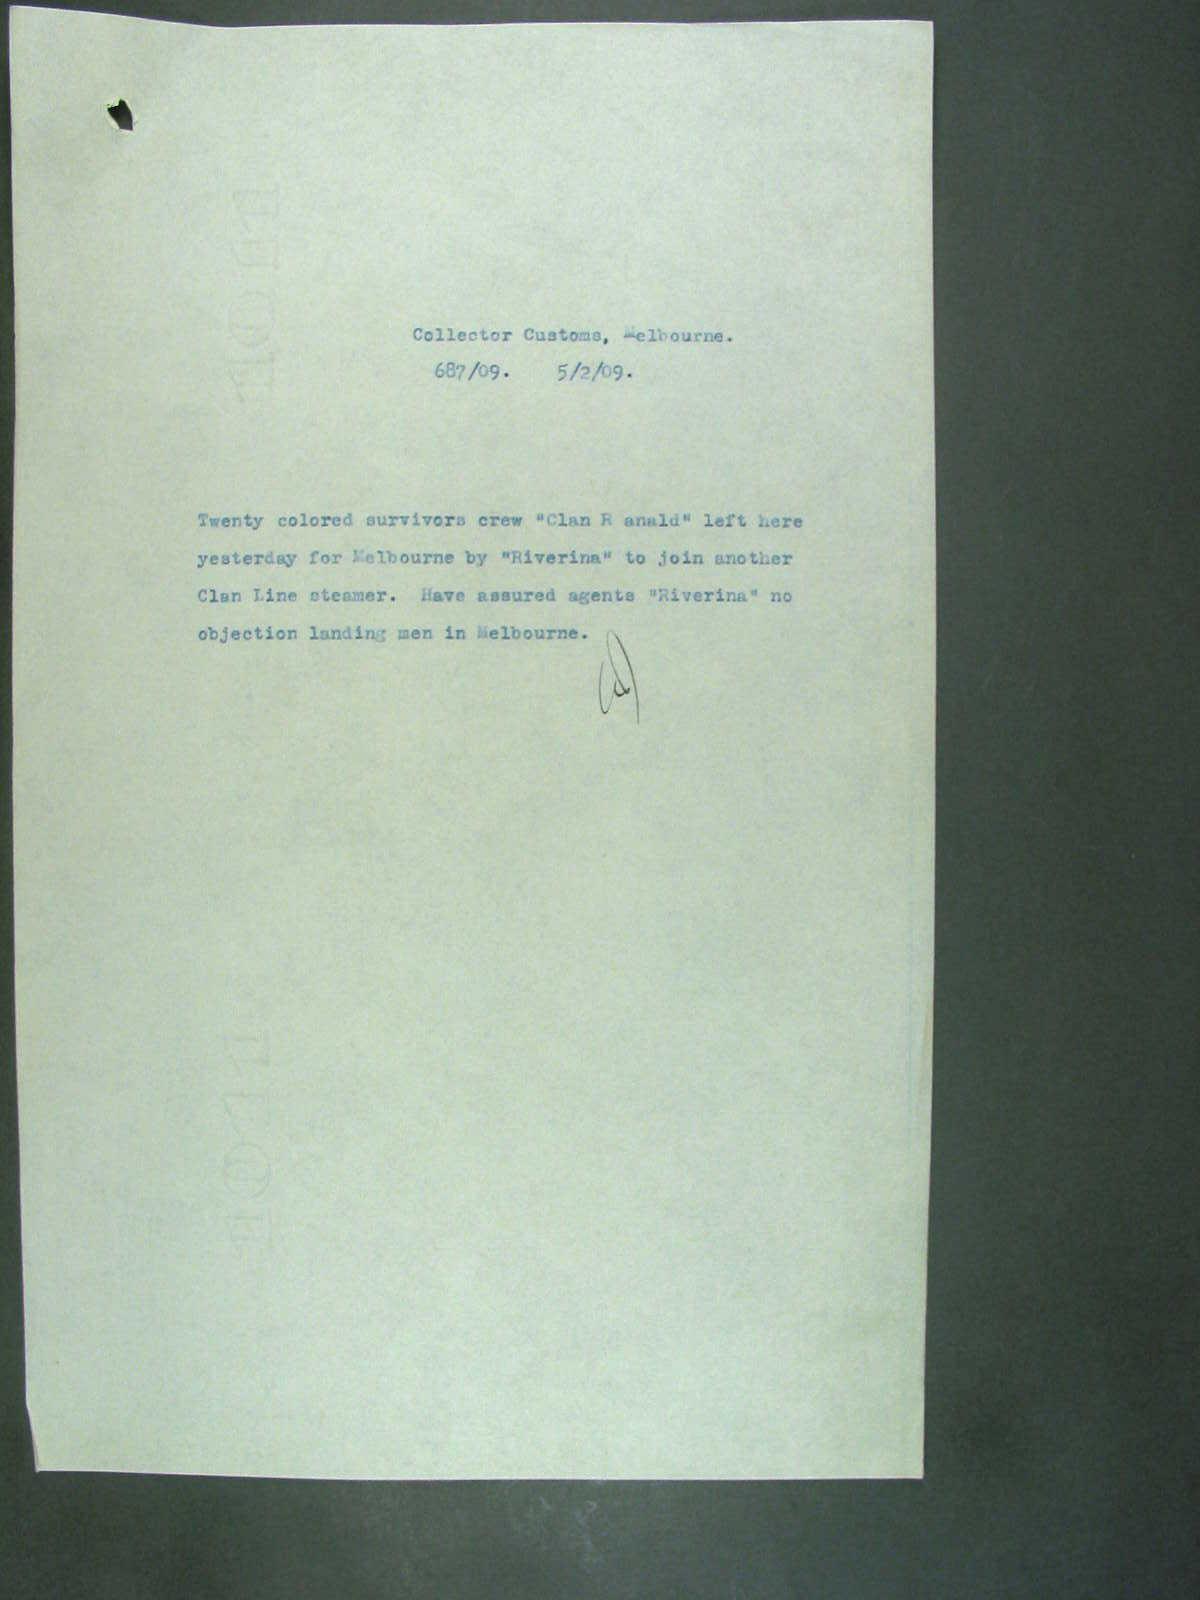 Collector Customs, Melbourne.
687/09. 5/2/09.
Twenty colored survivors crew "Clan R anald" left here
yesterday for Melbourne by "Riverina" to join another
Clan Line steamer. Have assured agents "Riverina" no
objection landing men in Melbourne.